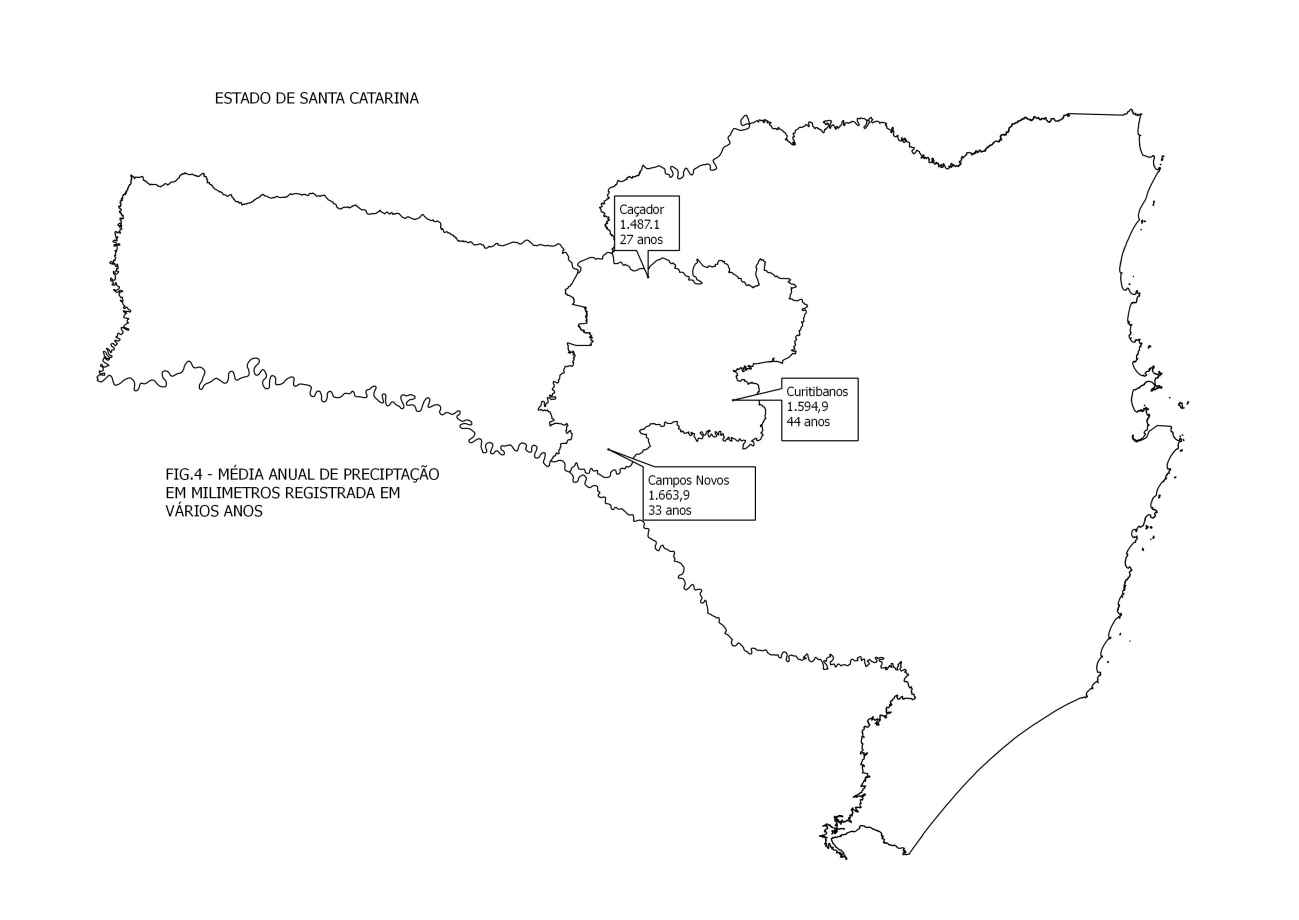 ESTADO DE SANTA CATARINA
Caçador
1.487.1
27 anos
Curitibanos
1.594,9
44 anos
FIG.4 - MÉDIA ANUAL DE PRECIPTAÇÃO
EM MILIMETROS REGISTRADA EM
VÁRIOS ANOS
Campos Novos
1.663,9
33 anos